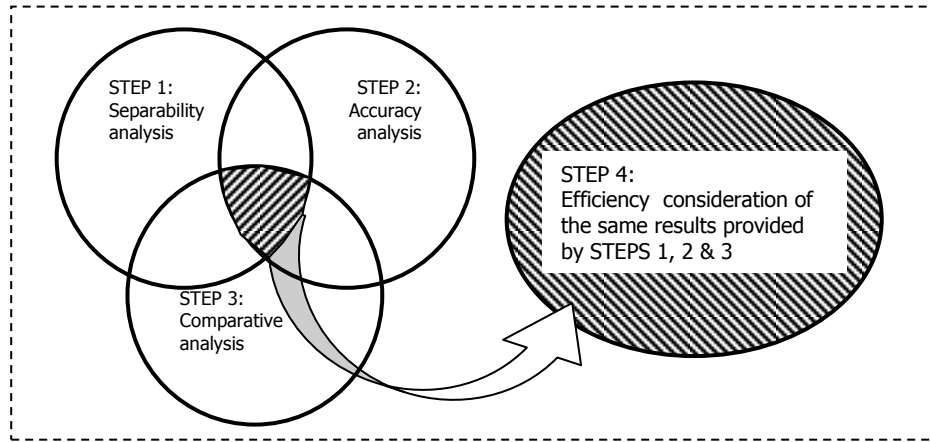 STEP 1:
Separability
analysis
STEP 2:
Accuracy
analysis
STEP 3:
Comparative
analysis
STEP 4:
Efficiency consideration of
the same results provided
by STEPS 1, 2 & 3